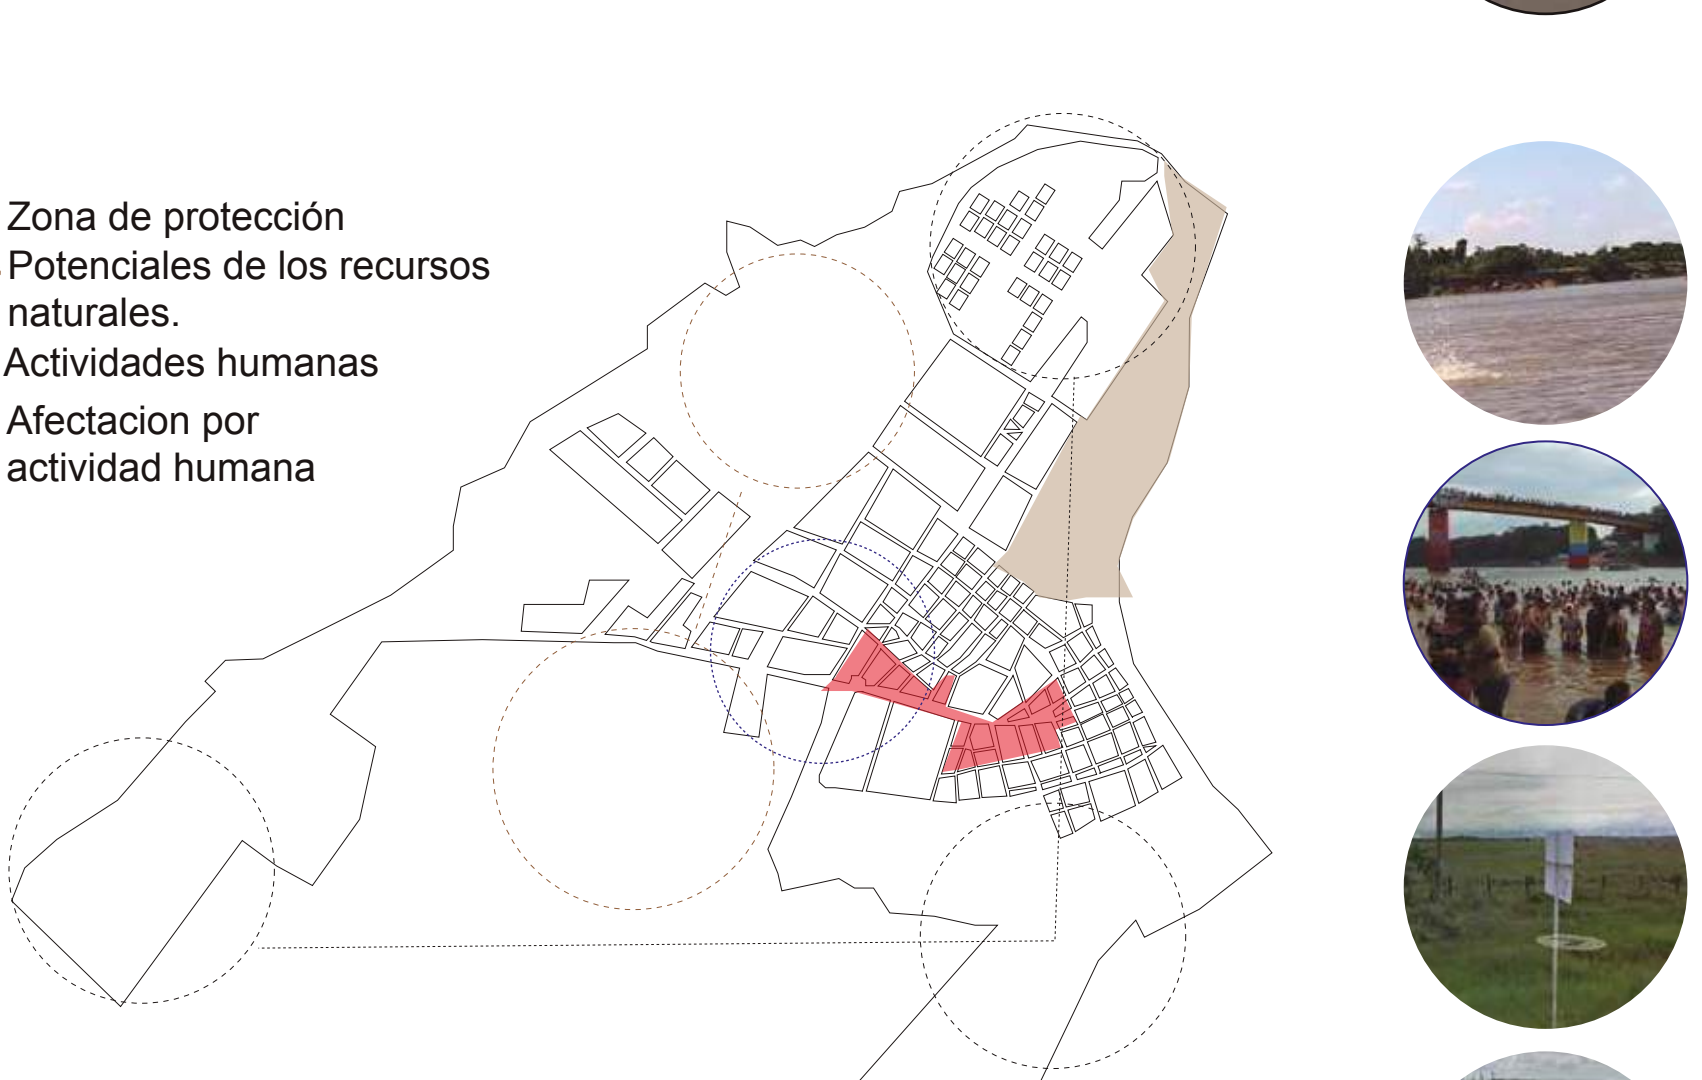 Zona de protección
Potenciales de los recursos
naturales.
Actividades humanas
Afectacion por
actividad humana